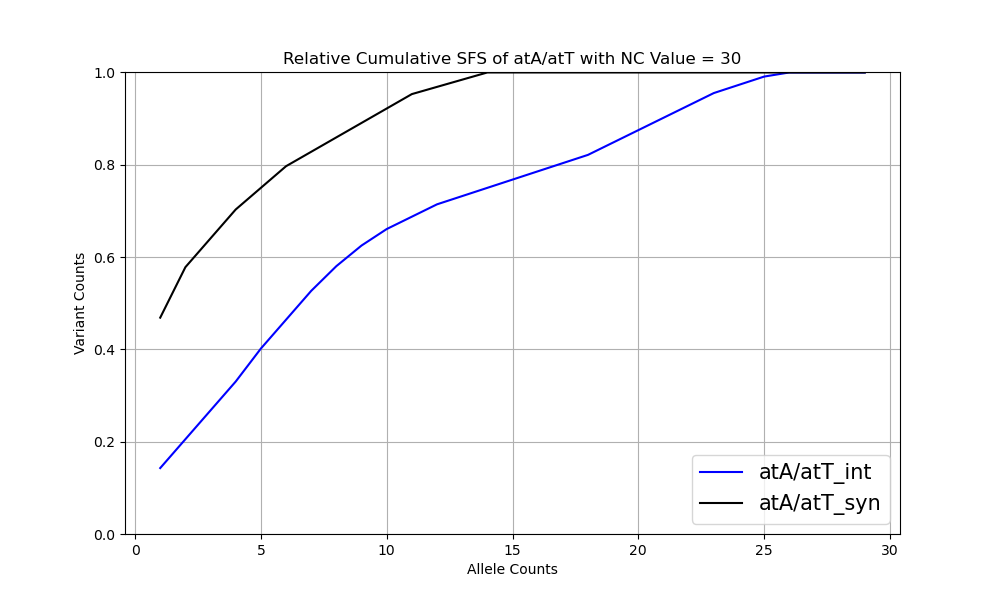 Relative Cumulative SFS of atA/atT with NC Value = 30
1.0
0.8
0.6
0.4
0.2
0.0
Variant Counts
0 5 10 15 20 25 30
Allele Counts
atA/atT_int
atA/atT_syn